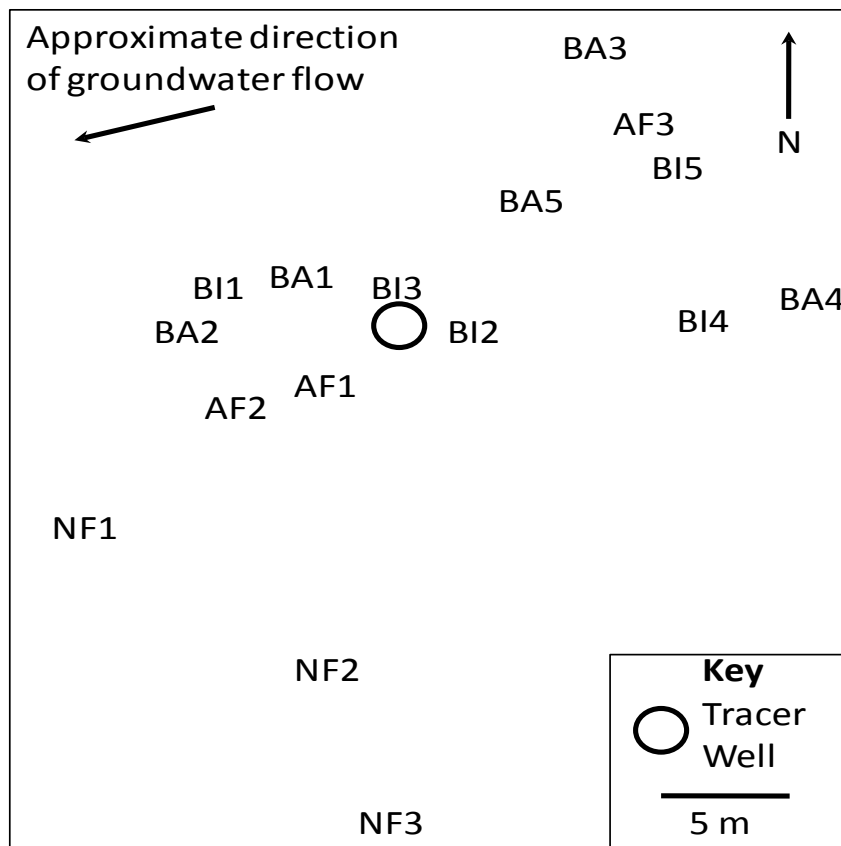 Approximate direction
of groundwater flow
BA3
AF3
N
BI5
BA5
BA1
BI1
BI3
BA4
BI4
BA2
BI2
AF1
AF2
NF1
NF2
Key
Tracer
Well
5 m
NF3